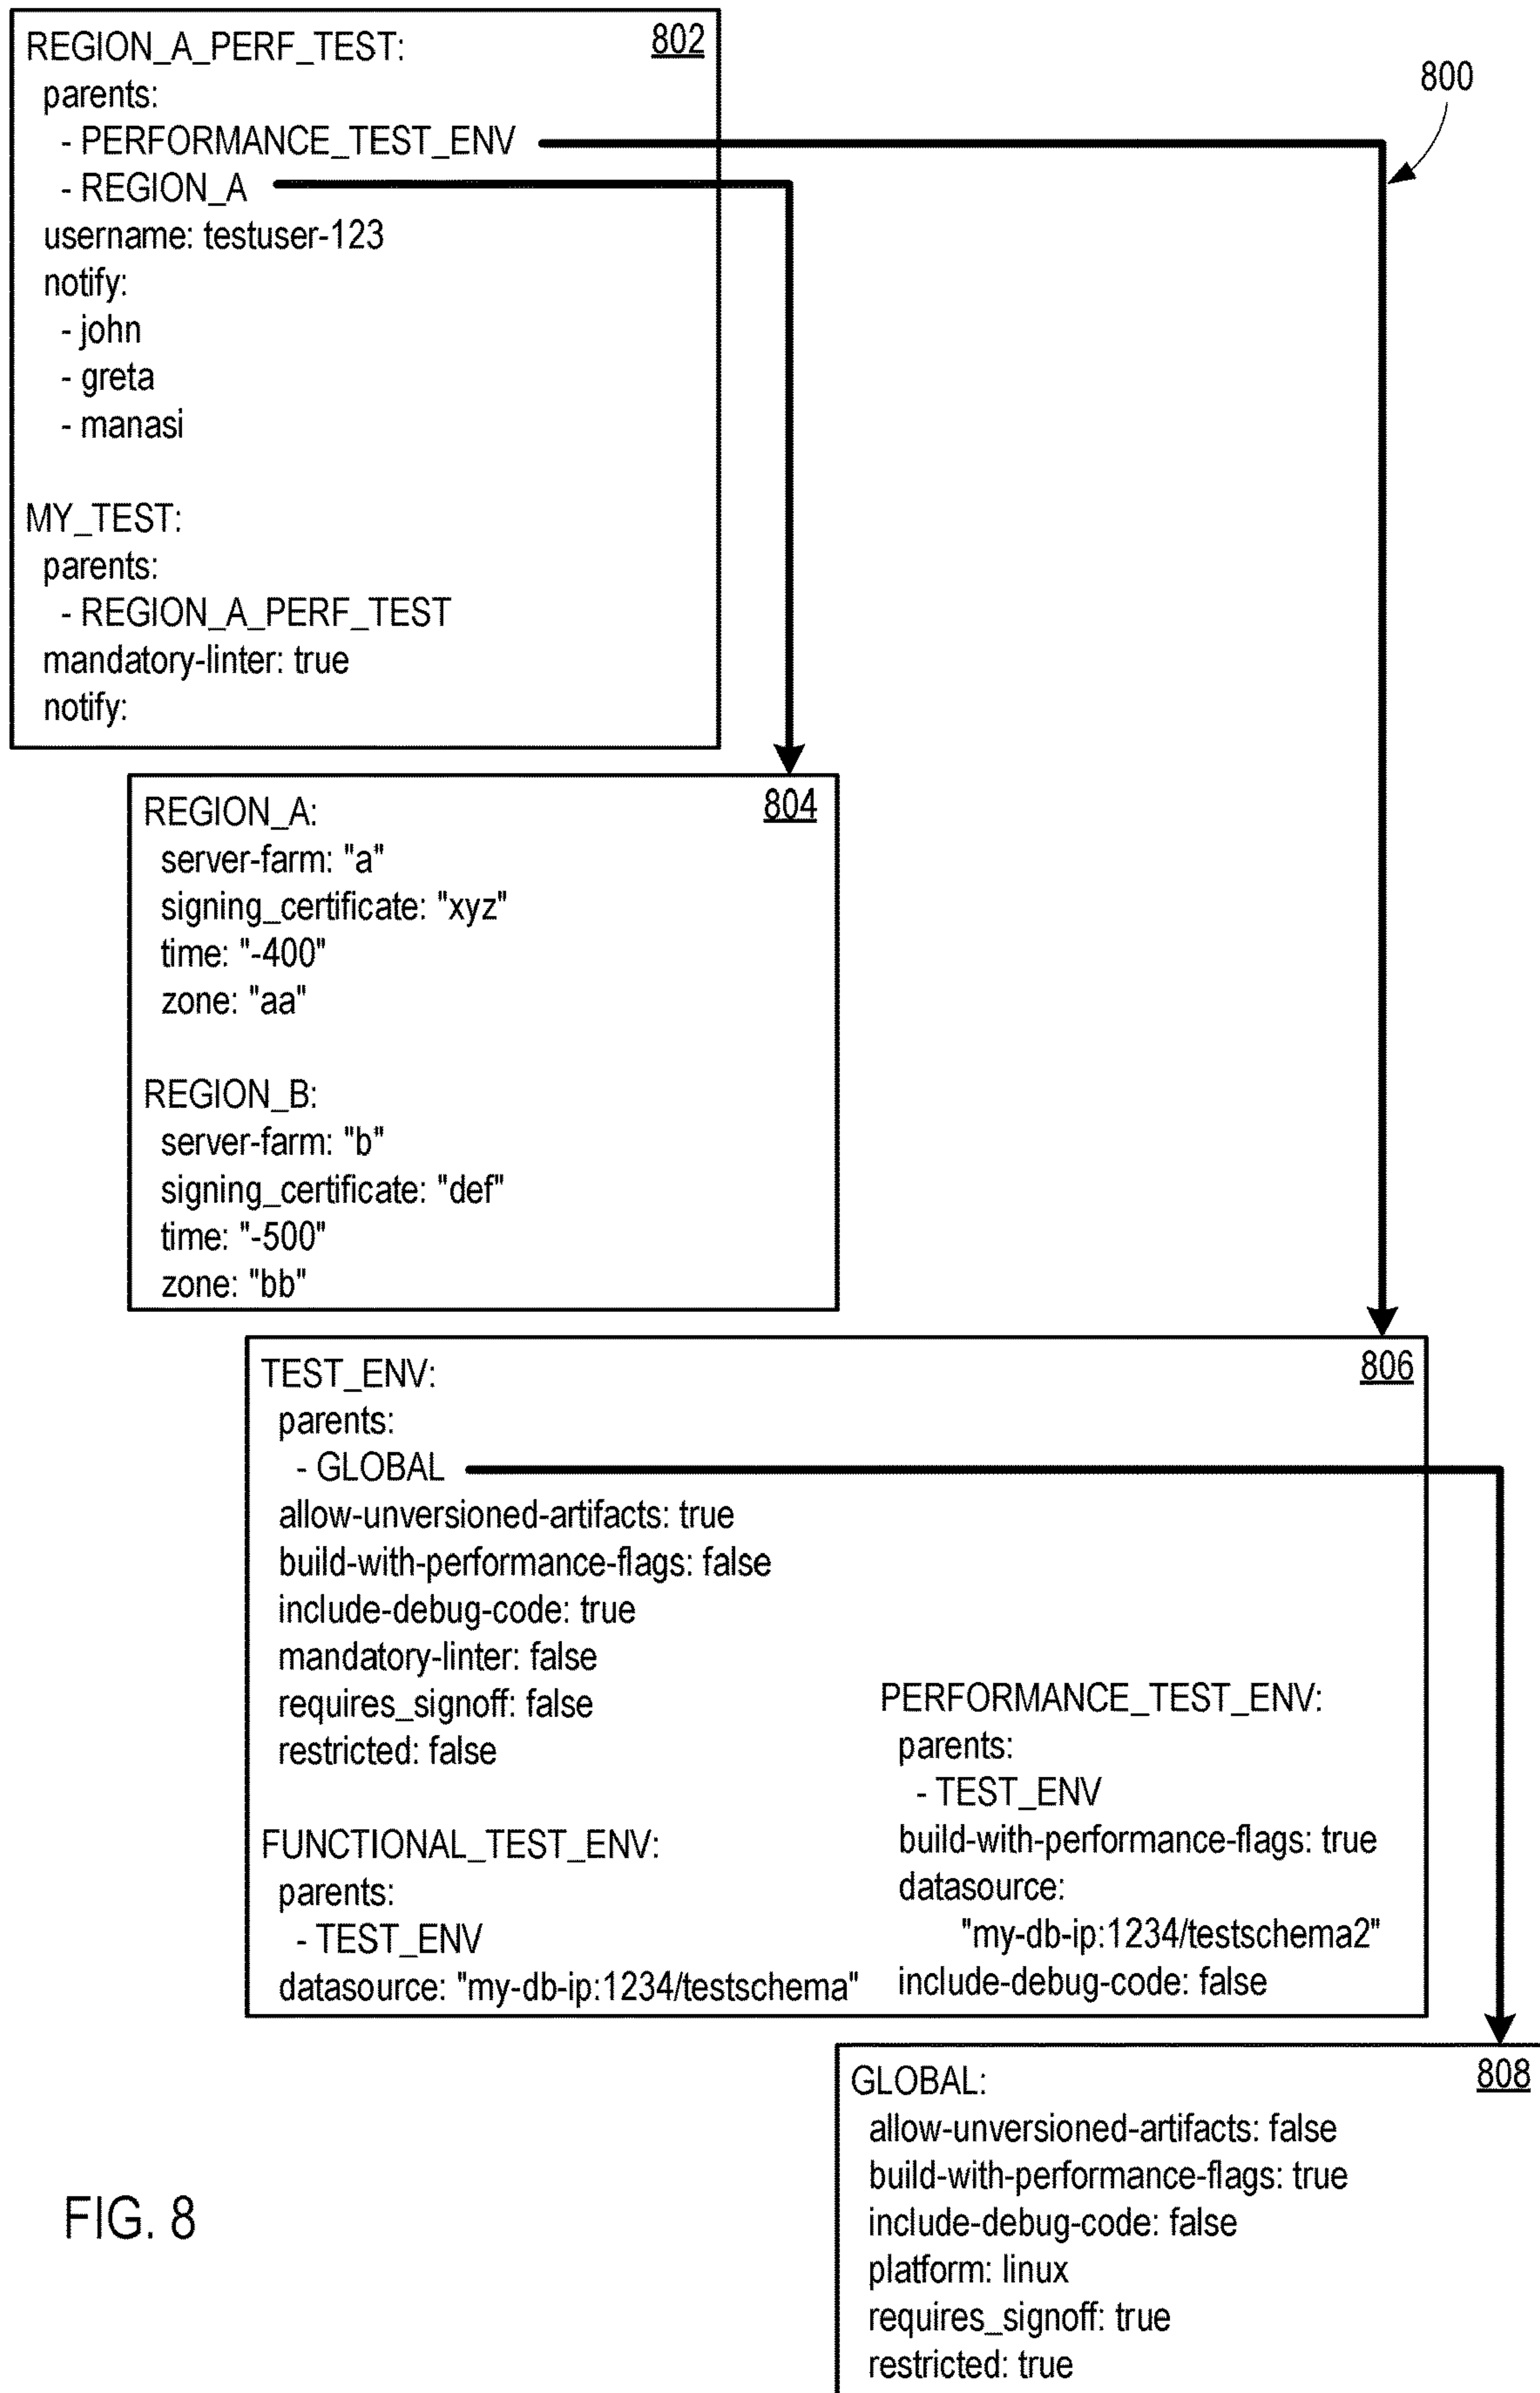 802
REGION_A_PERF_TEST:
parents:
- PERFORMANCE_TEST_ENV
- REGION_A
username: testuser-123
notify:
- john
- greta
- manasi
MY_TEST:
parents:
- REGION_A_PERF_TEST
mandatory-linter: true
notify:
800
804
REGION_A:
server-farm: "a"
signing_certificate: "xyz"
time: "-400"
zone: "aa"
REGION_B:
server-farm: "b"
signing_certificate: "def"
time: "-500"
zone: "bb"
806
TEST_ENV:
parents:
- GLOBAL
allow-unversioned-artifacts: true
build-with-performance-flags: false
include-debug-code: true
mandatory-linter: false
requires_signoff: false
restricted: false
FUNCTIONAL_TEST_ENV:
parents:
- TEST_ENV
datasource: "my-db-ip:1234/testschema"
PERFORMANCE_TEST_ENV:
parents:
- TEST_ENV
build-with-performance-flags: true
datasource:
"my-db-ip:1234/testschema2"
include-debug-code: false
808
GLOBAL:
allow-unversioned-artifacts: false
build-with-performance-flags: true
include-debug-code: false
platform: linux
requires_signoff: true
restricted: true
FIG. 8